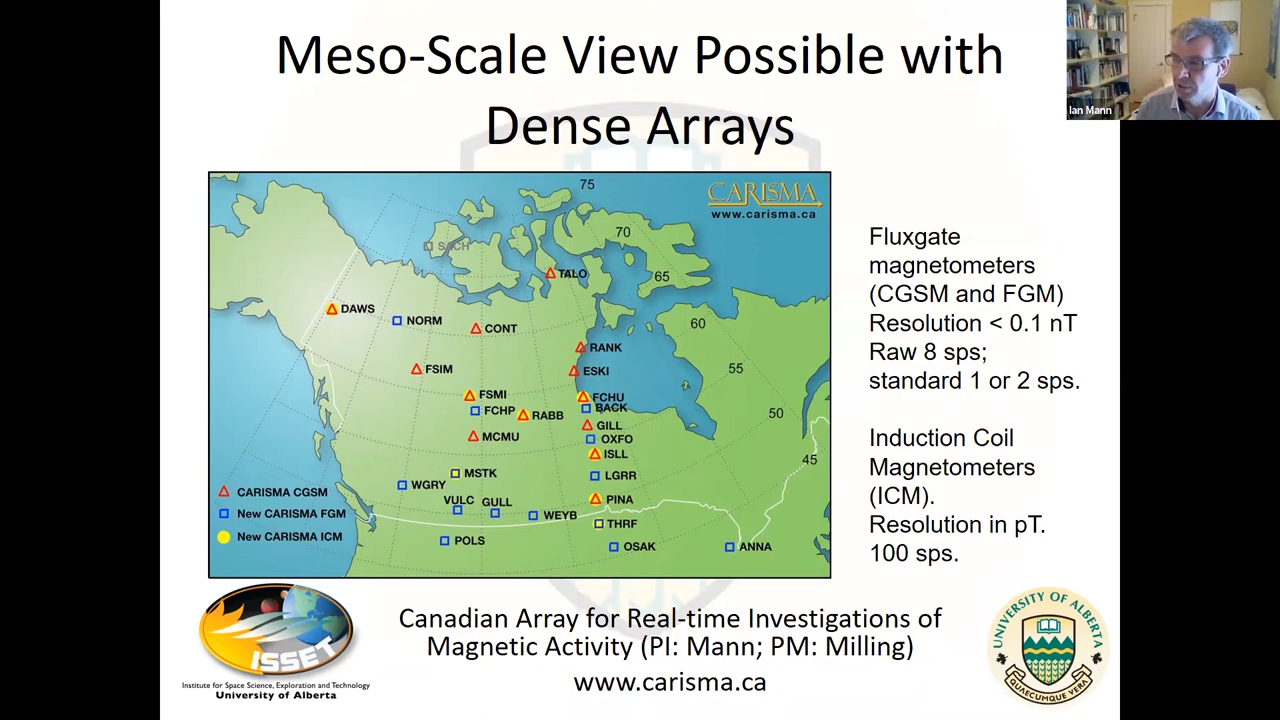 Meso-Scale View Possible with
Dense Arrays
Ian Mann
75
CARISMA
www.carisma.ca
70
SACH
TALO
65
DAWS
NORM
CONT
60
RANK
FSIM
ESKI
55
FSMI
FCHU
FCHP
BACK
RABB
50
GILL
MCMU
OXFO
ISLL
45
MSTK
LGRR
WGRY
CARISMA CGSM
VULC
GULL
PINA
New CARISMA FGM
WEYB
THRF
New CARISMA ICM
POLS
OSAK
ANNA
Fluxgate
magnetometers
(CGSM and FGM)
Resolution < 0.1 nT
Raw 8 sps;
standard 1 or 2 sps.
Induction Coil
Magnetometers
(ICM).
Resolution in pT.
100 sps.
ISSET
Institute for Space Science, Exploration and Technology
University of Alberta
Canadian Array for Real-time Investigations of
Magnetic Activity (PI: Mann; PM: Milling)
www.carisma.ca
UNIVERSITY OF ALBERTA
QUAECUMQUE VERA